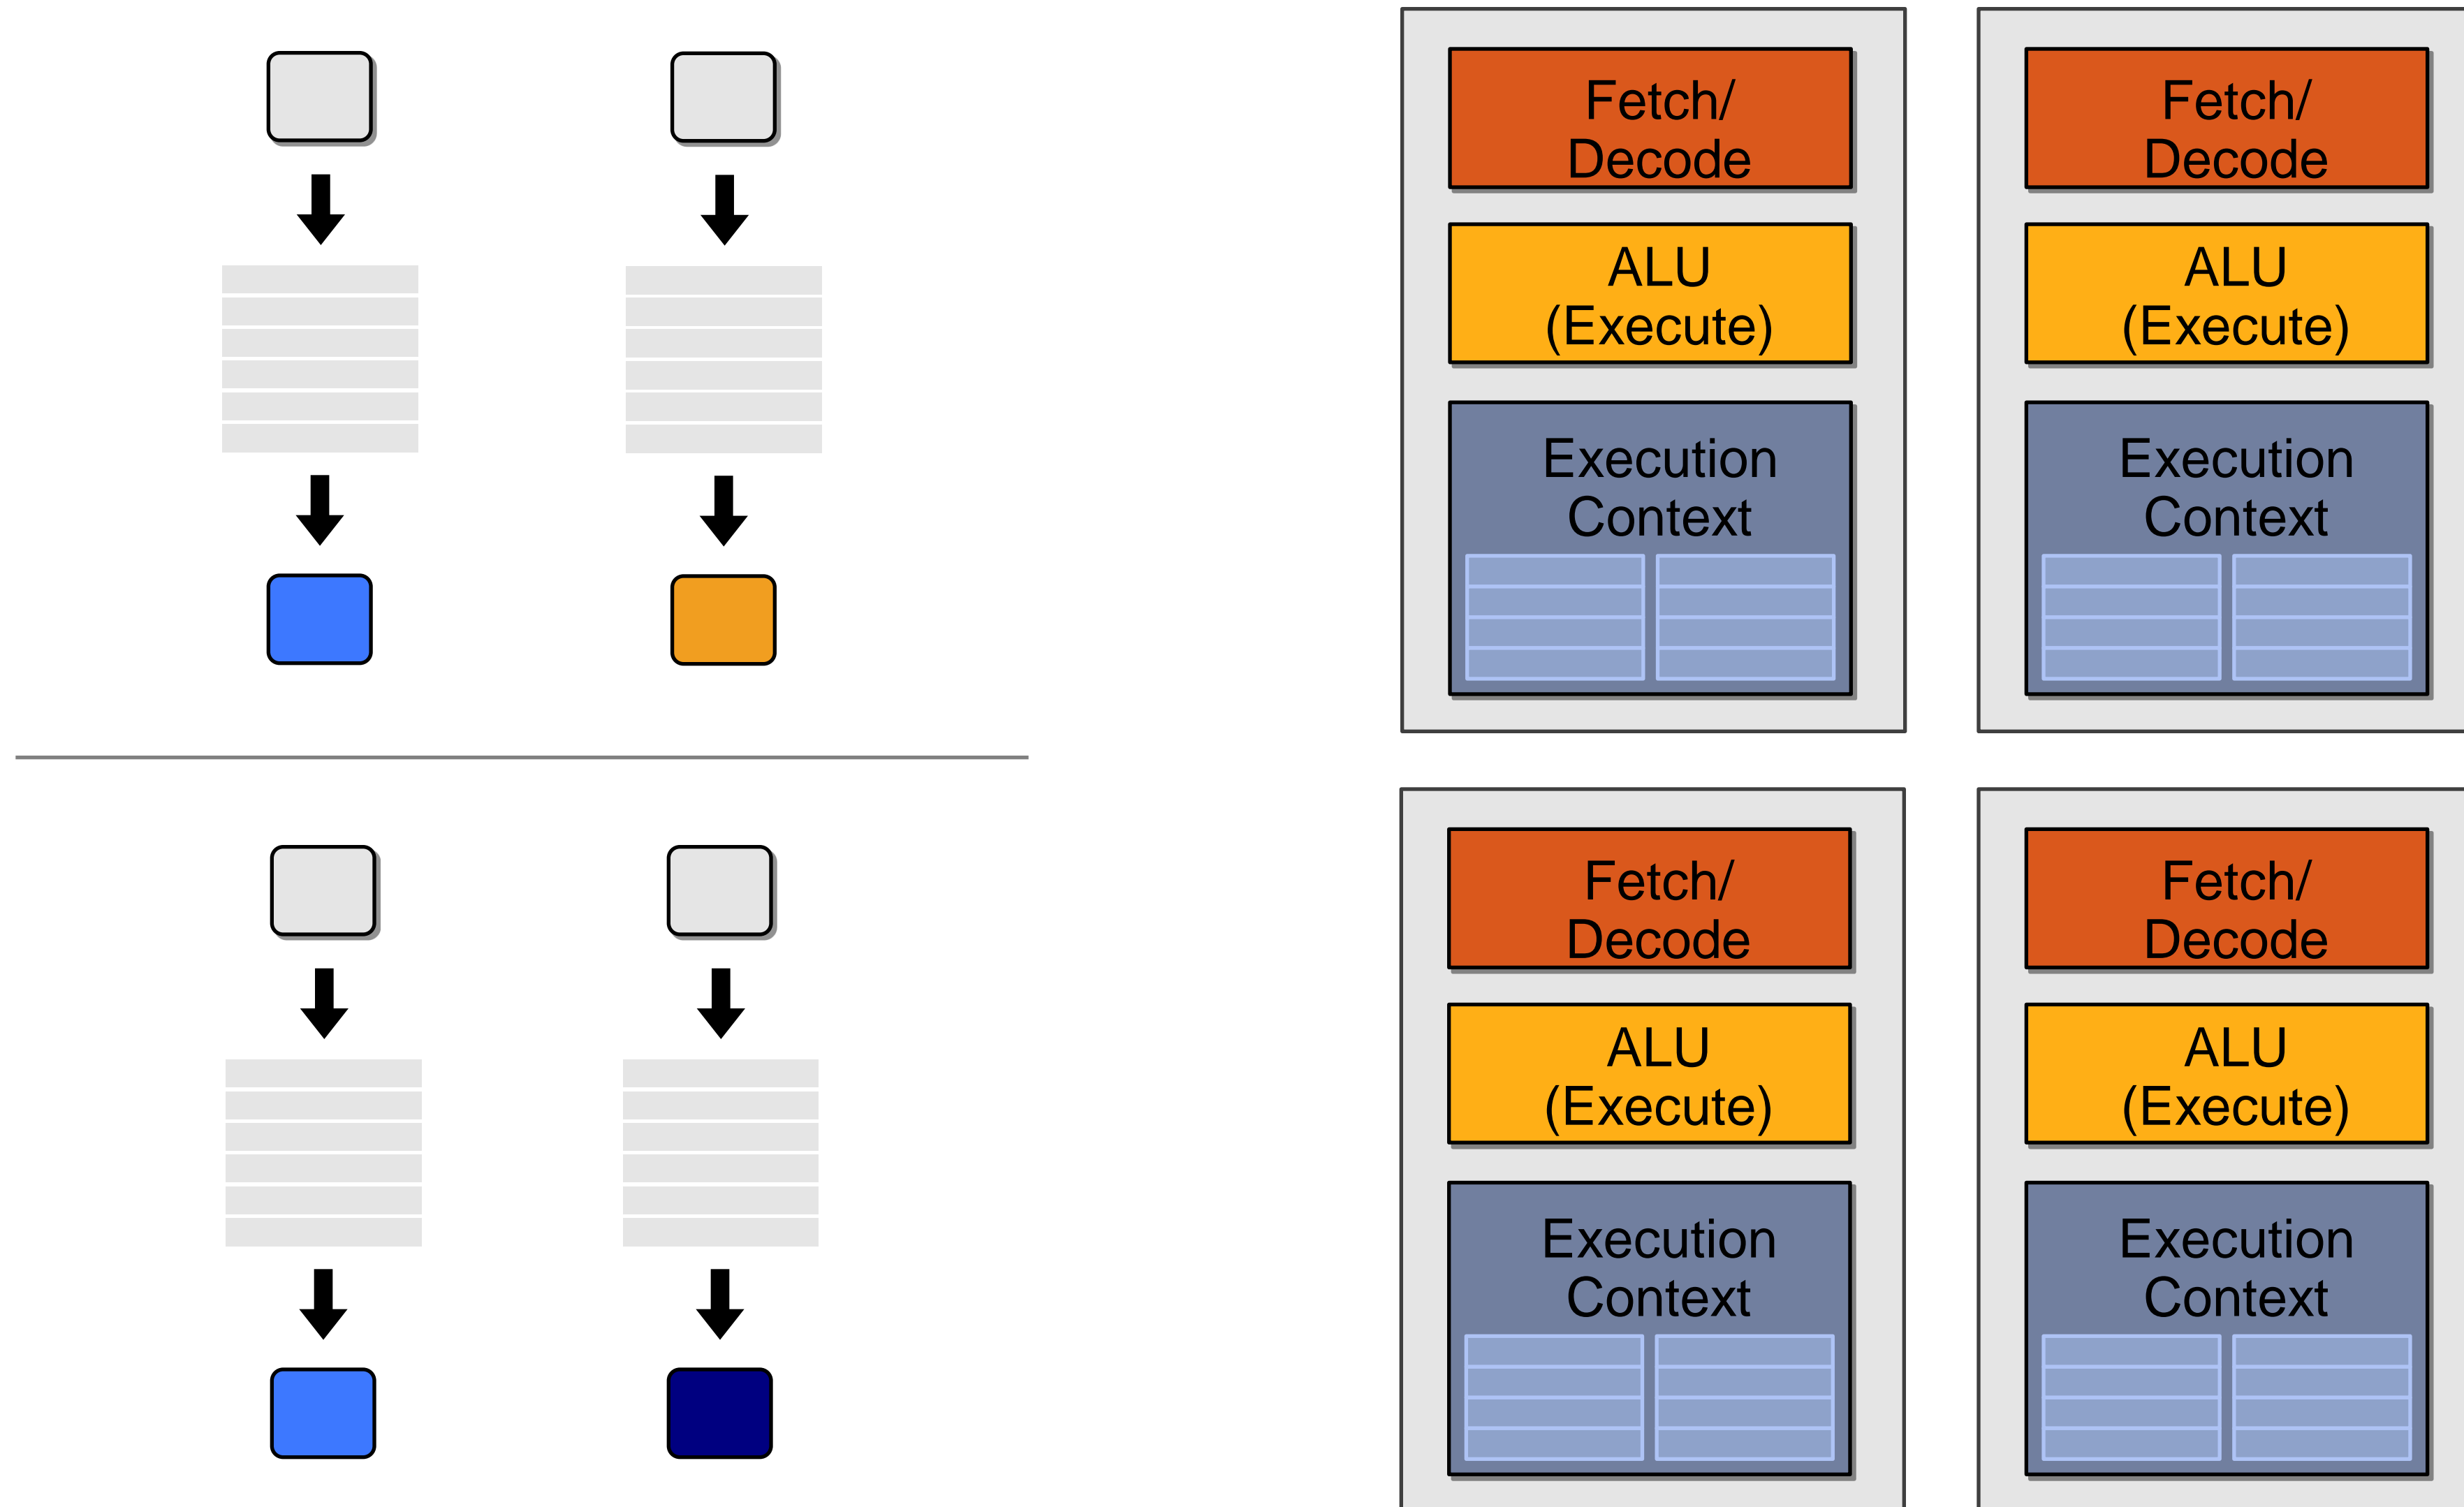 Fetch/
Decode
ALU
(Execute)
Execution
Context
Fetch/
Decode
ALU
(Execute)
Execution
Context
Fetch/
Decode
ALU
(Execute)
Execution
Context
Fetch/
Decode
ALU
(Execute)
Execution
Context